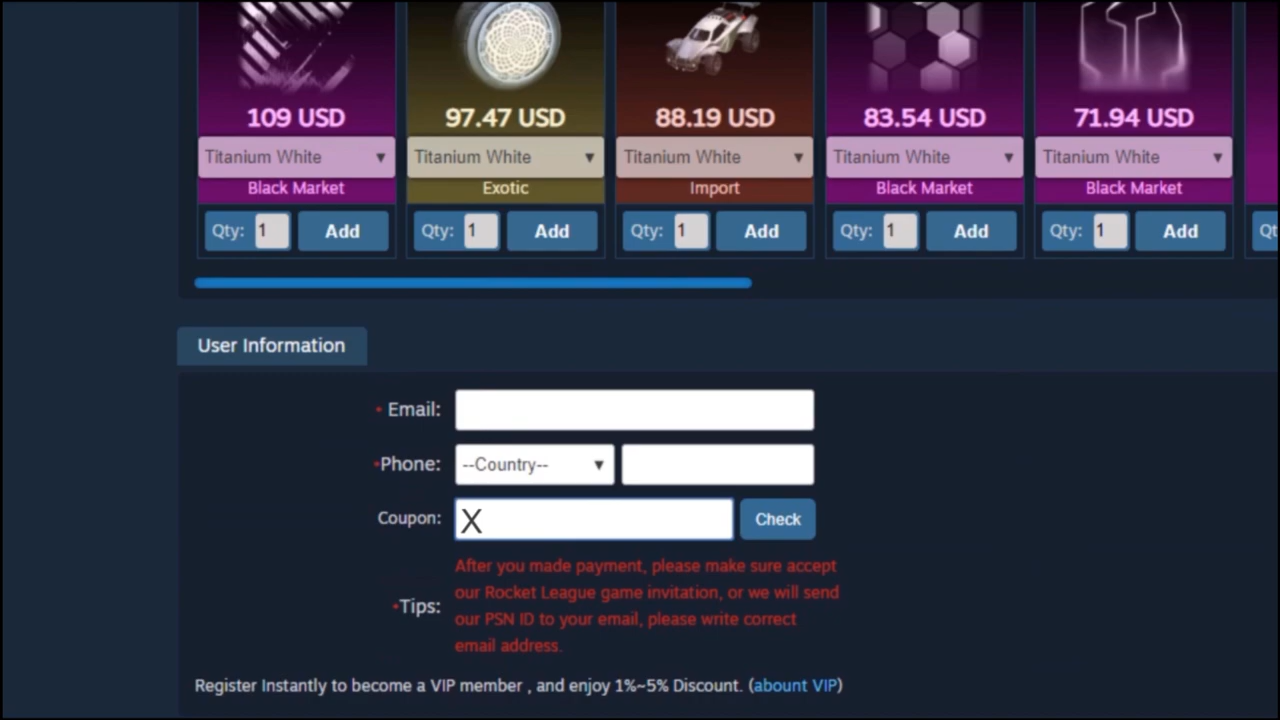 109 USD 97.47 USD 88.19 USD 83.54 USD 71.94 USD
Titanium White Titanium White Titanium White Titanium White Titanium White
Black Market Exotic Import Black Market Black Market
Qty: 1 Add Qty: 1 Add Qty: 1 Add Qty: 1 Add Qty: 1 Add Qt
User Information
* Email:
*Phone: --Country--
Coupon: X Check
*Tips: After you made payment, please make sure accept
our Rocket League game invitation, or we will send
our PSN ID to your email, please write correct
email address.
Register Instantly to become a VIP member , and enjoy 1%~5% Discount. (abount VIP)